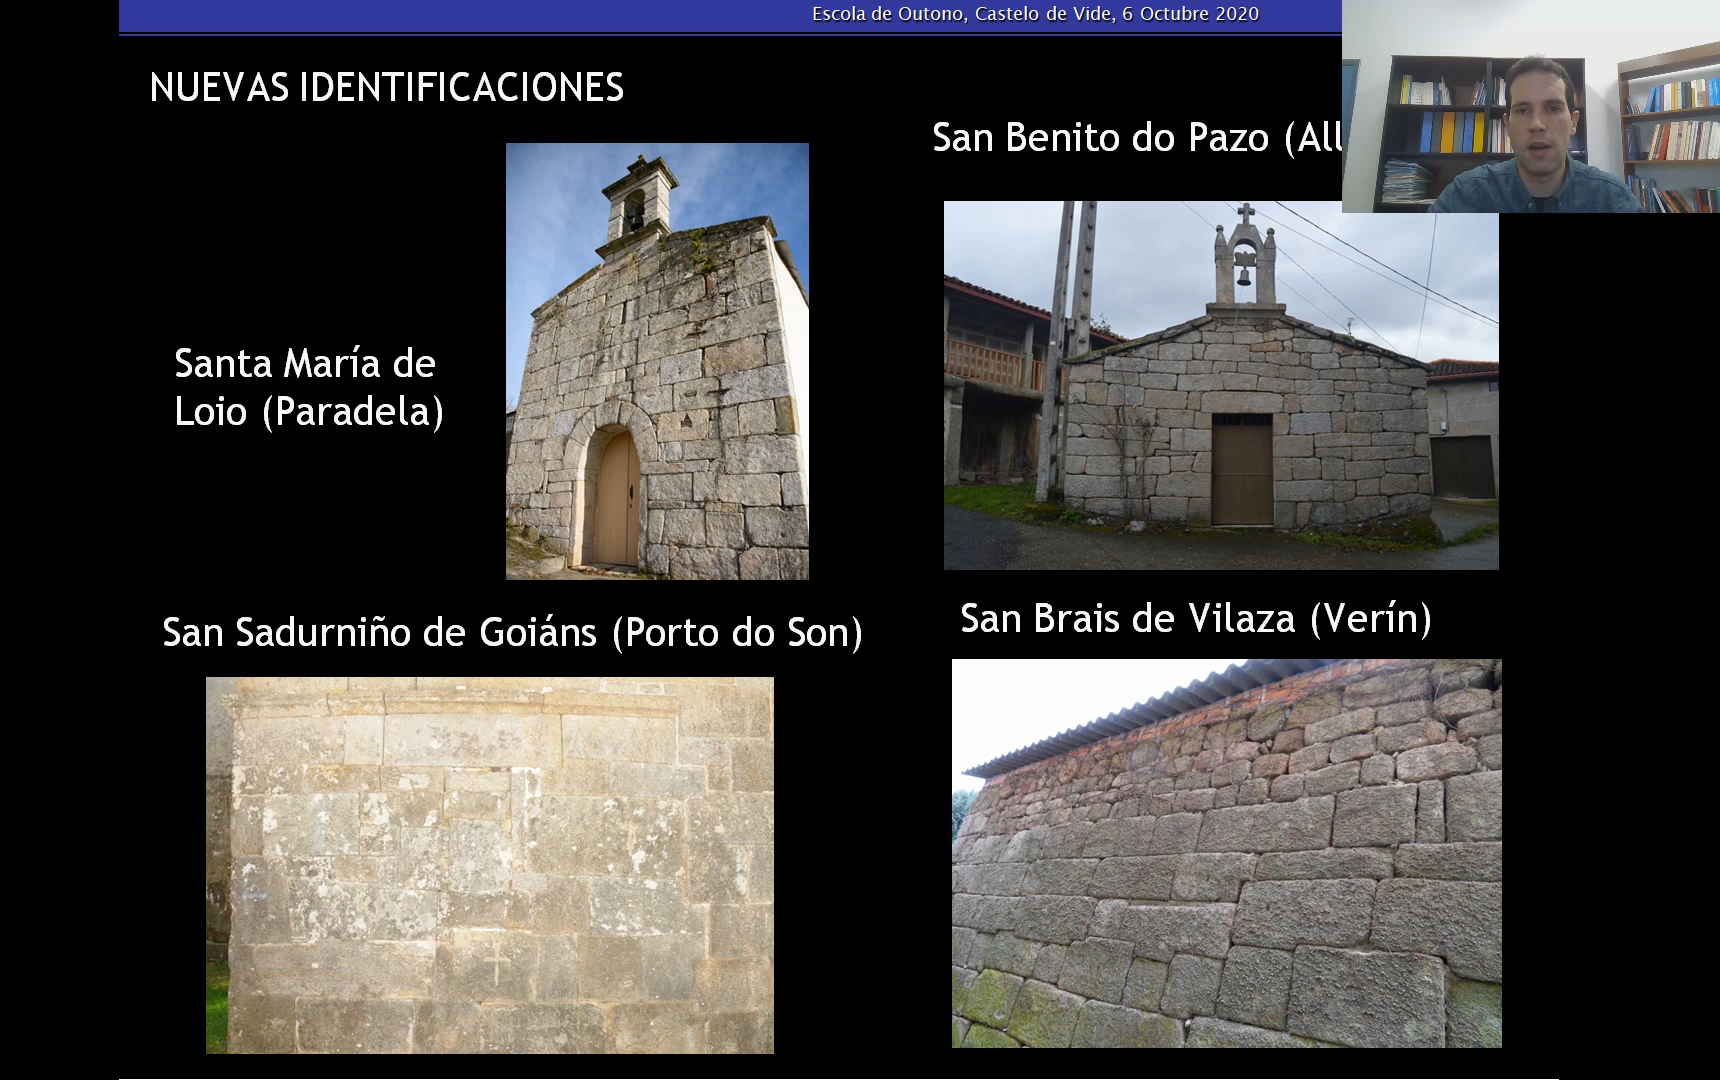 Escola de Outono, Castelo de Vide, 6 Octubre 2020
NUEVAS IDENTIFICACIONES
San Benito do Pazo (All
Santa María de
Loio (Paradela)
San Sadurniño de Goiáns (Porto do Son)
San Brais de Vilaza (Verín)